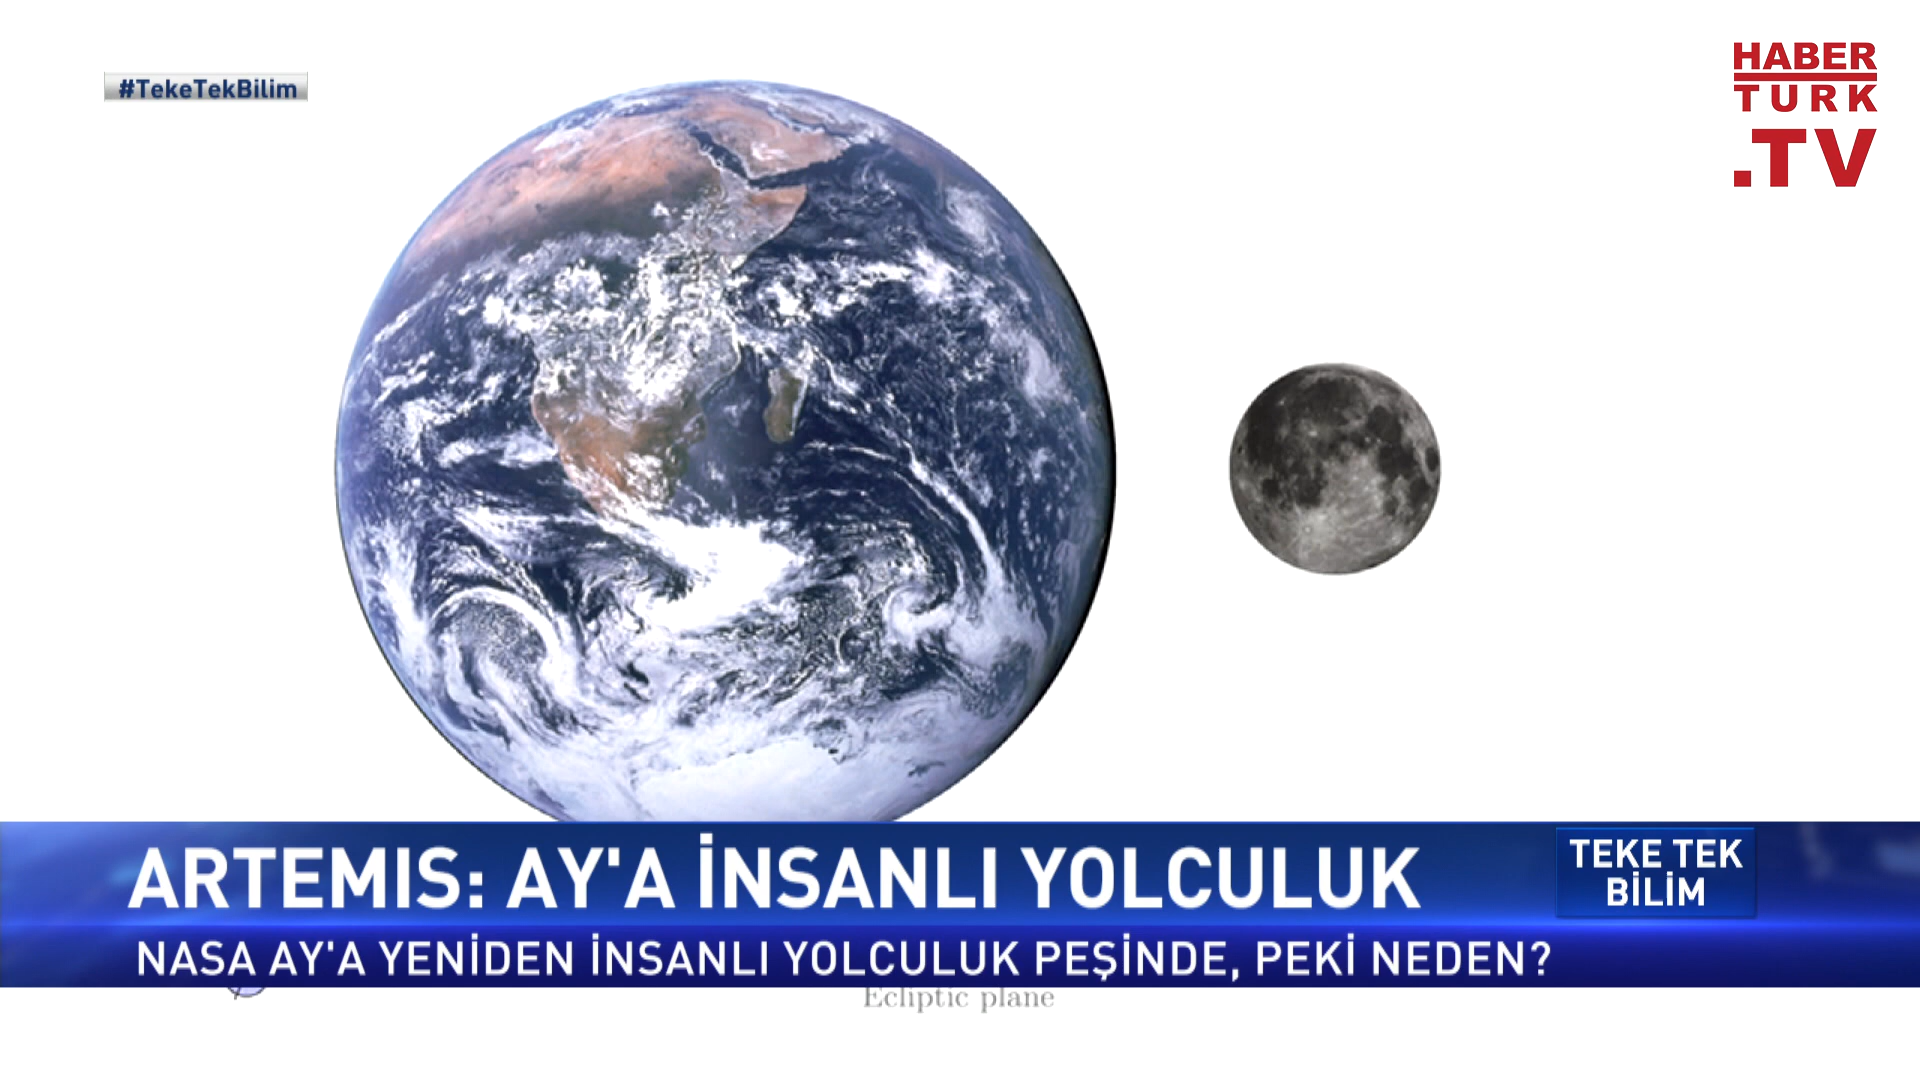 #TekeTekBilim
HABER
TURK
.TV
ARTEMIS: AY'A İNSANLI YOLCULUK
TEKE TEK
BİLİM
NASA AY'A YENİDEN İNSANLI YOLCULUK PEŞİNDE, PEKİ NEDEN?
Ecliptic plane